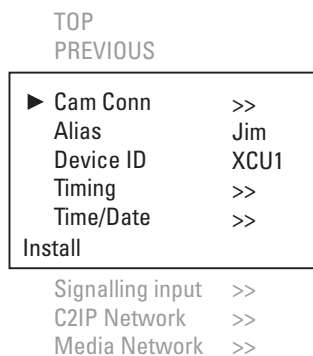 TOP
PREVIOUS
► Cam Conn >>
Alias Jim
Device ID XCU1
Timing >>
Time/Date >>
Install
Signalling input >>
C2IP Network >>
Media Network >>